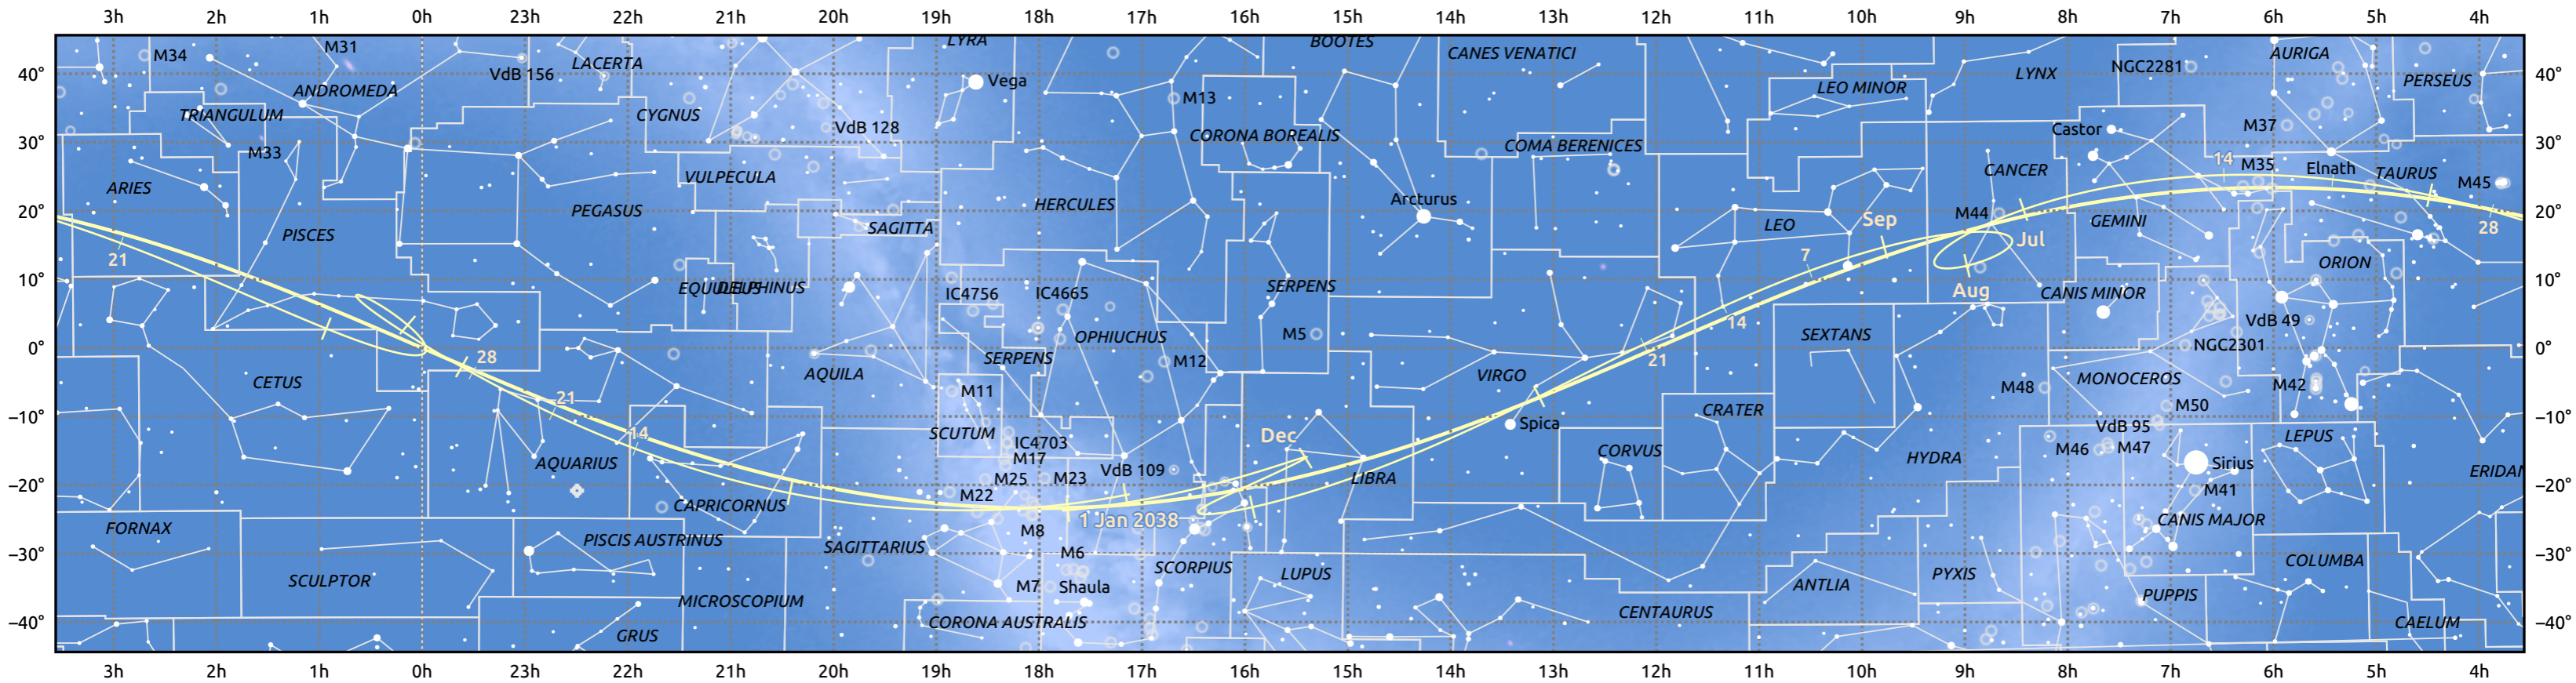 3h 2h 1h 0h 23h 22h 21h 20h 19h 18h 17h 16h 15h 14h 13h 12h 11h 10h 9h 8h 7h 6h 5h 4h
40° 30° 20° 10° 0° −10° −20° −30° −40°
M34
M31
VdB 156
LACERTA
LYRA
BOOTES
CANES VENATICI
LYNX
NGC2281
AURIGA
PERSEUS
ANDROMEDA
TRIANGULUM
CYGNUS
Vega
M13
LEO MINOR
M33
VdB 128
CORONA BOREALIS
COMA BERENICES
Castor
M37
ARIES
VULPECULA
CANCER
14
M35
Elnath
TAURUS
M45
PISCES
PEGASUS
SAGITTA
HERCULES
Arcturus
LEO
Sep
M44
Jul
GEMINI
28
21
7
Aug
ORION
EQUULEUS
DELPHINUS
IC4756
IC4665
SERPENS
CANIS MINOR
14
28
CETUS
AQUILA
SERPENS
OPHIUCHUS
M12
M5
VIRGO
21
SEXTANS
VdB 49
NGC2301
21
M11
M48
MONOCEROS
M42
M50
14
SCUTUM
IC4703
M17
Dec
Spica
CRATER
VdB 95
LEPUS
AQUARIUS
M25
M23
VdB 109
LIBRA
CORVUS
HYDRA
M46
M47
Sirius
ERIDAN
CAPRICORNUS
M22
1 Jan 2038
M41
FORNAX
PISCIS AUSTRINUS
SAGITTARIUS
M8
M6
SCORPIUS
CANIS MAJOR
SCULPTOR
M7
Shaula
LUPUS
ANTLIA
PYXIS
COLUMBA
PUPPIS
MICROSCOPIUM
GRUS
CORONA AUSTRALIS
CENTAURUS
CAELUM
40° 30° 20° 10° 0° −10° −20° −30° −40°
3h 2h 1h 0h 23h 22h 21h 20h 19h 18h 17h 16h 15h 14h 13h 12h 11h 10h 9h 8h 7h 6h 5h 4h